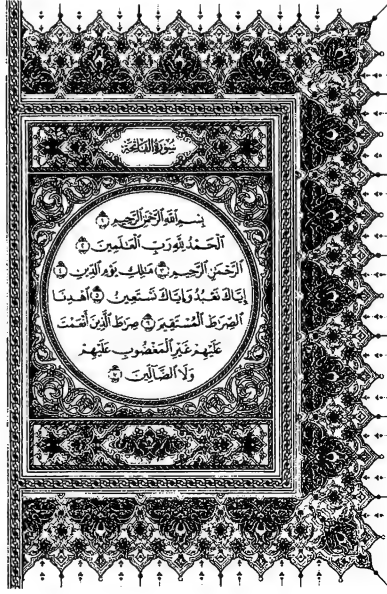 سُورَةُ الفَاتِحَةِ
بِسْمِ ٱللَّهِ ٱلرَّحْمَٰنِ ٱلرَّحِيمِ ۝١
ٱلْحَمْدُ لِلَّهِ رَبِّ ٱلْعَٰلَمِينَ ۝٢
ٱلرَّحْمَٰنِ ٱلرَّحِيمِ ۝٣ مَٰلِكِ يَوْمِ ٱلدِّينِ ۝٤
إِيَّاكَ نَعْبُدُ وَإِيَّاكَ نَسْتَعِينُ ۝٥ ٱهْدِنَا
ٱلصِّرَٰطَ ٱلْمُسْتَقِيمَ ۝٦ صِرَٰطَ ٱلَّذِينَ أَنْعَمْتَ
عَلَيْهِمْ غَيْرِ ٱلْمَغْضُوبِ عَلَيْهِمْ
وَلَا ٱلضَّآلِّينَ ۝٧